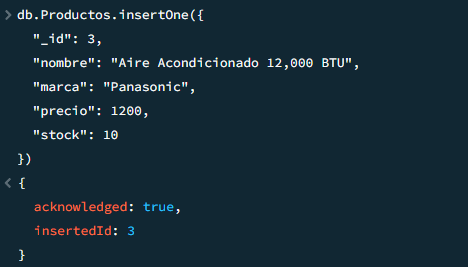 > db.Productos.insertOne({
"_id": 3,
"nombre": "Aire Acondicionado 12,000 BTU",
"marca": "Panasonic",
"precio": 1200,
"stock": 10
})
< {
acknowledged: true,
insertedId: 3
}